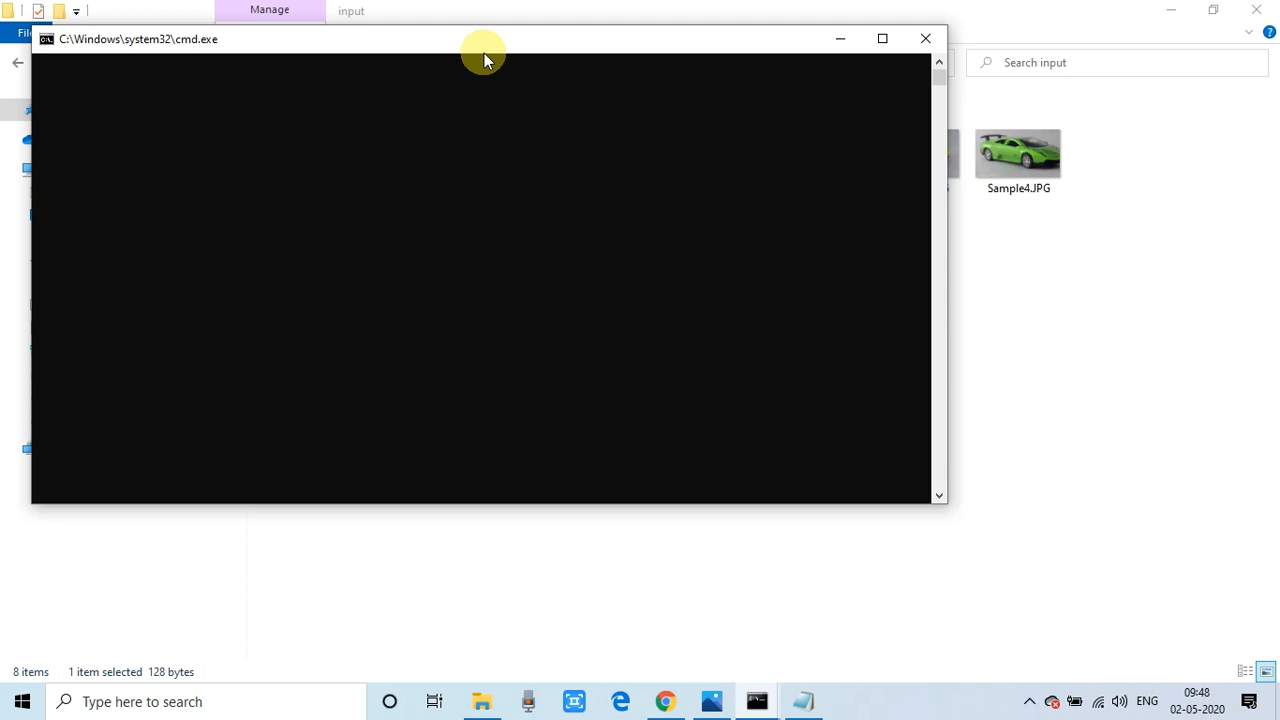 Manage
input
C:\Windows\system32\cmd.exe
Search input
Sample4.JPG
8 items
1 item selected 128 bytes
Type here to search
ENG
09:48
02-05-2020